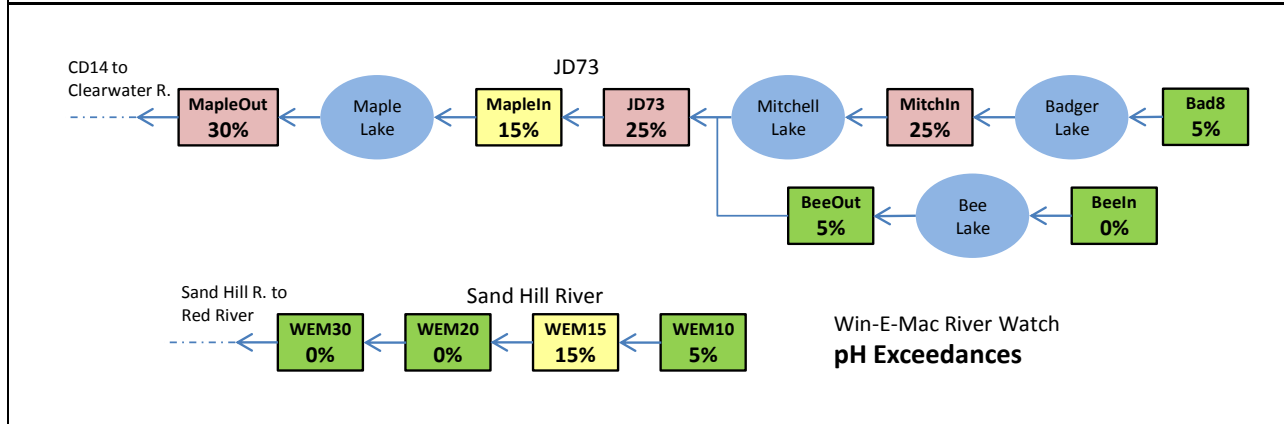 CD14 to
Clearwater R.
JD73
MapleOut
30%
Maple
Lake
MapleIn
15%
JD73
25%
Mitchell
Lake
MitchIn
25%
Badger
Lake
Bad8
5%
BeeOut
5%
Bee
Lake
BeeIn
0%
Sand Hill R. to
Red River
Sand Hill River
WEM30
0%
WEM20
0%
WEM15
15%
WEM10
5%
Win-E-Mac River Watch
pH Exceedances